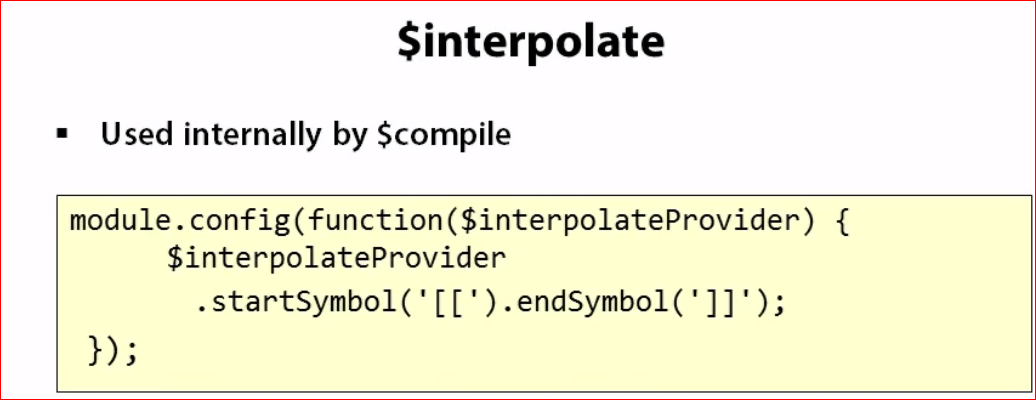 $interpolate
▪ Used internally by $compile
module.config(function($interpolateProvider) {
$interpolateProvider
.startSymbol('[[').endSymbol(']]');
});